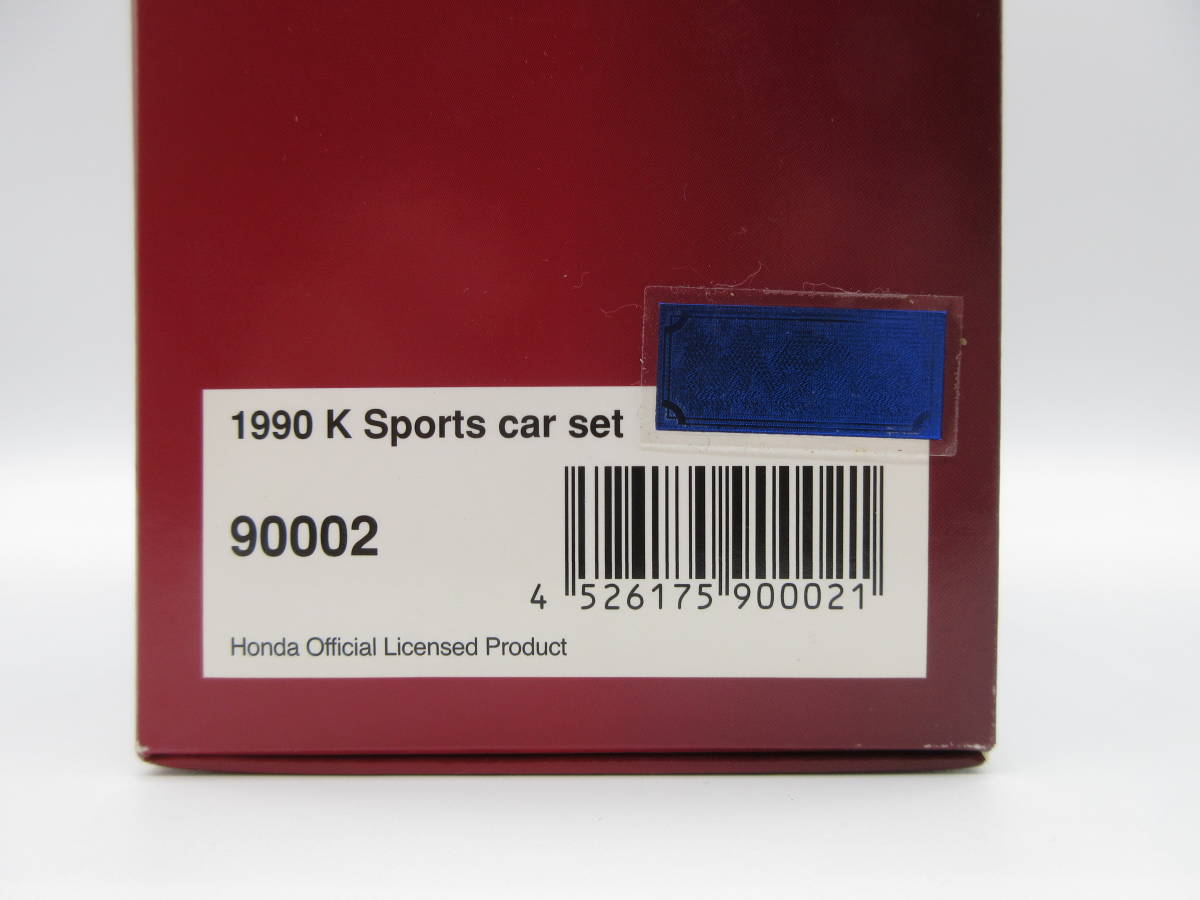 1990 K Sports car set
90002
4 526175 900021
Honda Official Licensed Product